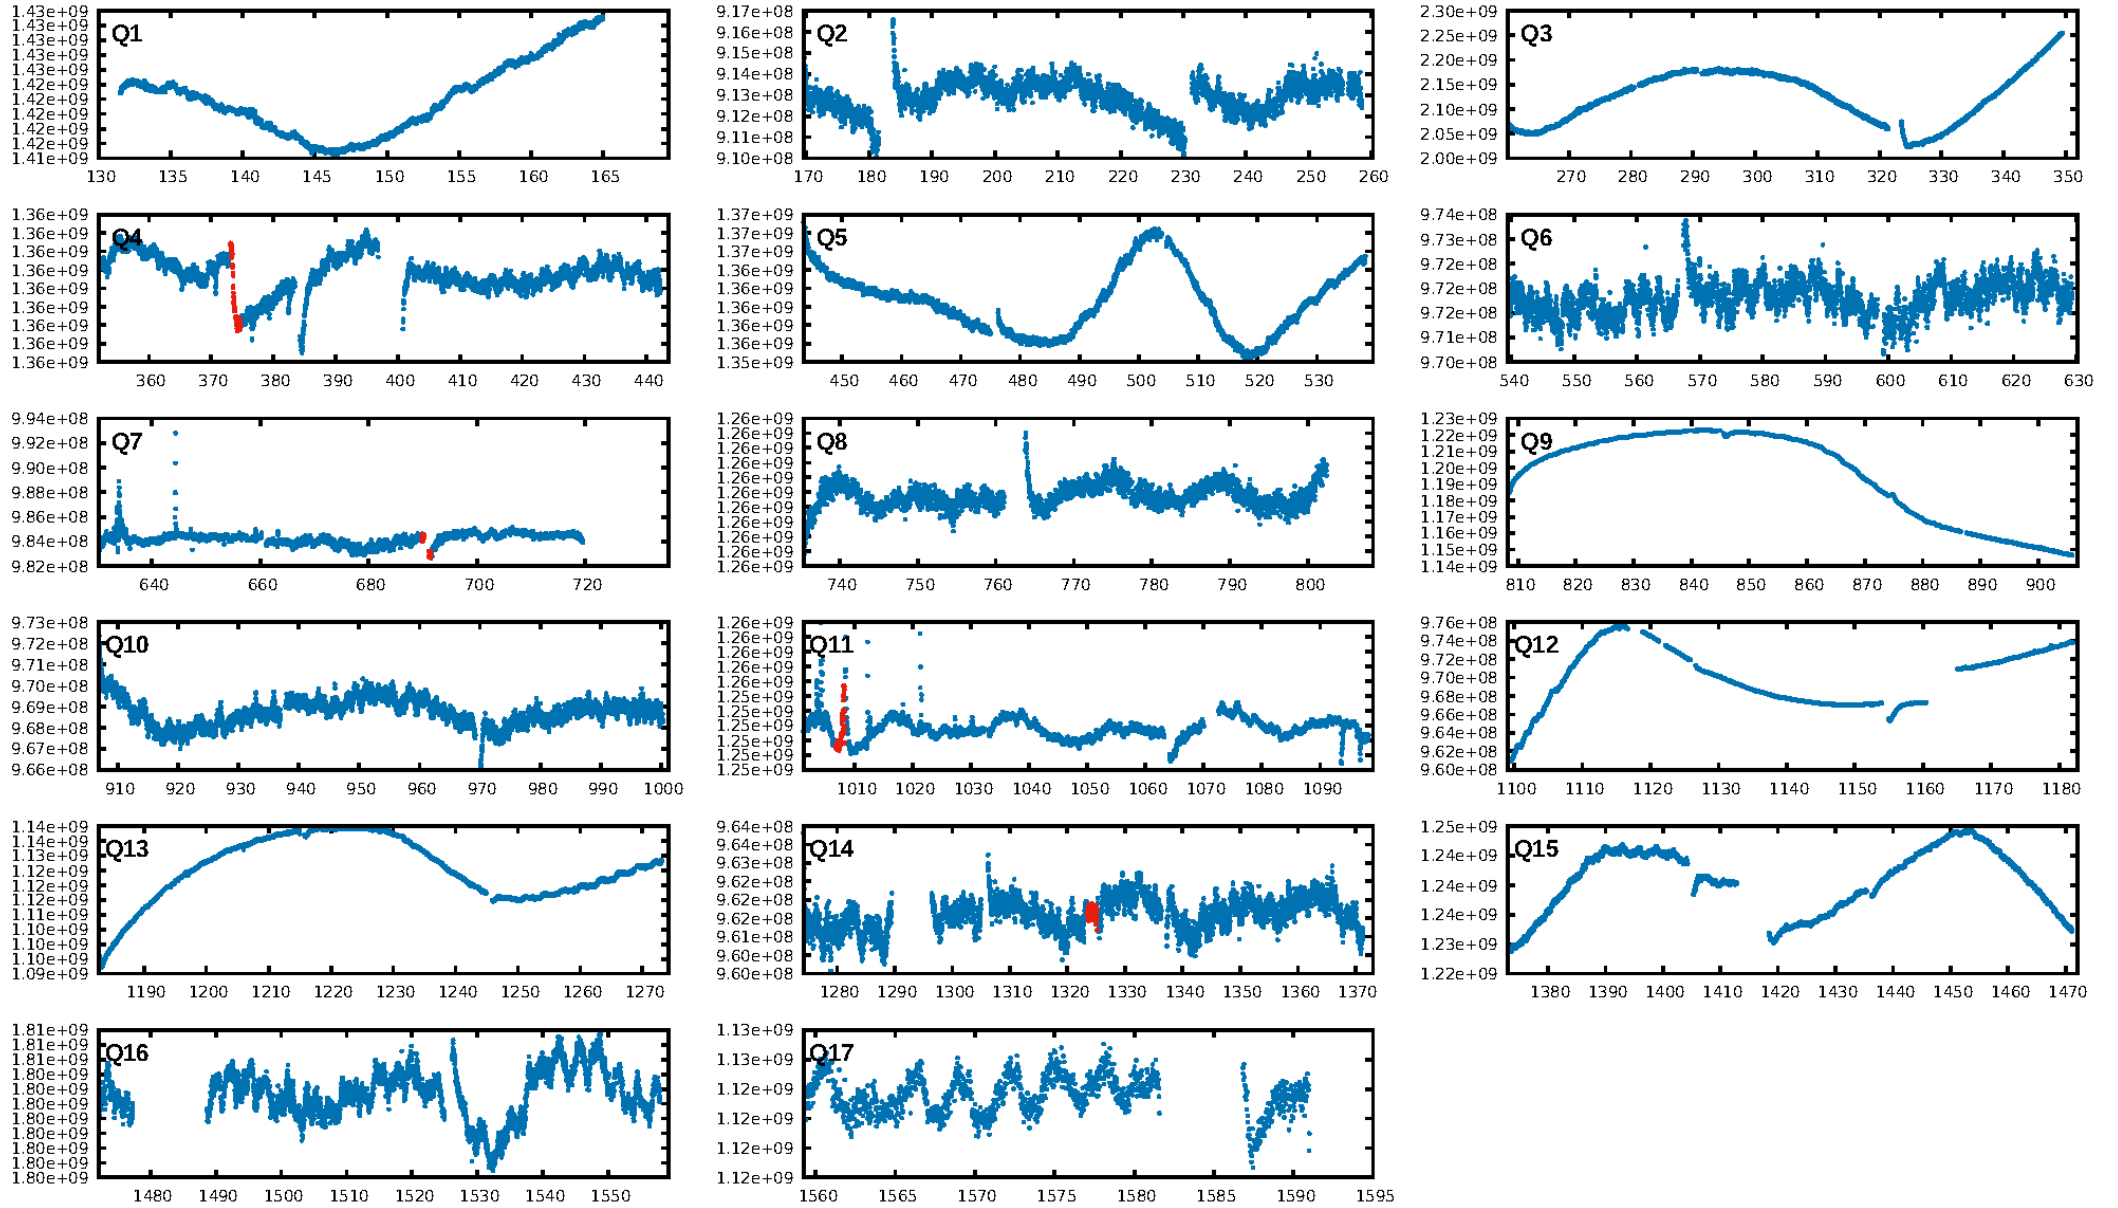 1.43e+09 1.43e+09 1.43e+09 1.43e+09 1.43e+09 1.42e+09 1.42e+09 1.42e+09 1.42e+09 1.41e+09 1.41e+09
Q1
130 135 140 145 150 155 160 165
9.17e+08 9.16e+08 9.15e+08 9.14e+08 9.13e+08 9.12e+08 9.11e+08 9.10e+08
Q2
170 180 190 200 210 220 230 240 250 260
2.30e+09 2.25e+09 2.20e+09 2.15e+09 2.10e+09 2.05e+09 2.00e+09
Q3
270 280 290 300 310 320 330 340 350
1.36e+09 1.36e+09 1.36e+09 1.36e+09 1.36e+09 1.36e+09 1.36e+09 1.36e+09 1.36e+09
Q4
360 370 380 390 400 410 420 430 440
1.37e+09 1.37e+09 1.36e+09 1.36e+09 1.36e+09 1.36e+09 1.36e+09 1.36e+09 1.35e+09
Q5
450 460 470 480 490 500 510 520 530
9.74e+08 9.73e+08 9.72e+08 9.72e+08 9.72e+08 9.71e+08 9.70e+08
Q6
540 550 560 570 580 590 600 610 620 630
9.94e+08 9.92e+08 9.90e+08 9.88e+08 9.86e+08 9.84e+08 9.82e+08
Q7
640 660 680 700 720
1.26e+09 1.26e+09 1.26e+09 1.26e+09 1.26e+09 1.26e+09 1.26e+09 1.26e+09 1.26e+09 1.26e+09 1.26e+09
Q8
740 750 760 770 780 790 800
1.23e+09 1.22e+09 1.21e+09 1.20e+09 1.19e+09 1.18e+09 1.17e+09 1.16e+09 1.15e+09 1.14e+09
Q9
810 820 830 840 850 860 870 880 890 900
9.73e+08 9.72e+08 9.71e+08 9.70e+08 9.69e+08 9.68e+08 9.67e+08 9.66e+08
Q10
910 920 930 940 950 960 970 980 990 1000
1.26e+09 1.26e+09 1.26e+09 1.26e+09 1.25e+09 1.25e+09 1.25e+09 1.25e+09 1.25e+09 1.25e+09
Q11
1010 1020 1030 1040 1050 1060 1070 1080 1090
9.76e+08 9.74e+08 9.72e+08 9.70e+08 9.68e+08 9.66e+08 9.64e+08 9.62e+08 9.60e+08
Q12
1100 1110 1120 1130 1140 1150 1160 1170 1180
1.14e+09 1.14e+09 1.13e+09 1.13e+09 1.12e+09 1.12e+09 1.11e+09 1.11e+09 1.10e+09 1.10e+09 1.09e+09
Q13
1190 1200 1210 1220 1230 1240 1250 1260 1270
9.64e+08 9.64e+08 9.63e+08 9.62e+08 9.62e+08 9.62e+08 9.61e+08 9.60e+08 9.60e+08
Q14
1280 1290 1300 1310 1320 1330 1340 1350 1360 1370
1.25e+09 1.24e+09 1.24e+09 1.24e+09 1.23e+09 1.22e+09
Q15
1380 1390 1400 1410 1420 1430 1440 1450 1460 1470
1.81e+09 1.81e+09 1.81e+09 1.80e+09 1.80e+09 1.80e+09 1.80e+09 1.80e+09 1.80e+09 1.80e+09 1.80e+09
Q16
1480 1490 1500 1510 1520 1530 1540 1550
1.13e+09 1.13e+09 1.12e+09 1.12e+09 1.12e+09 1.12e+09
Q17
1560 1565 1570 1575 1580 1585 1590 1595